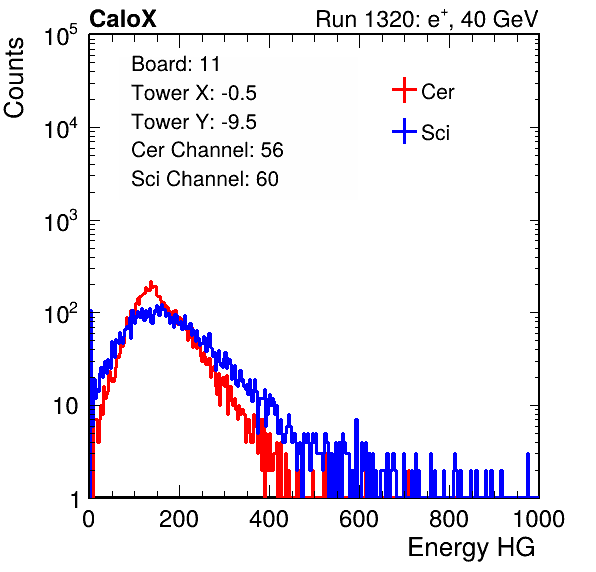 CaloX Run 1320: e⁺, 40 GeV
Counts
Board: 11
Tower X: -0.5
Tower Y: -9.5
Cer Channel: 56
Sci Channel: 60
Cer
Sci
10⁵
10⁴
10³
10²
10
1
0 200 400 600 800 1000
Energy HG